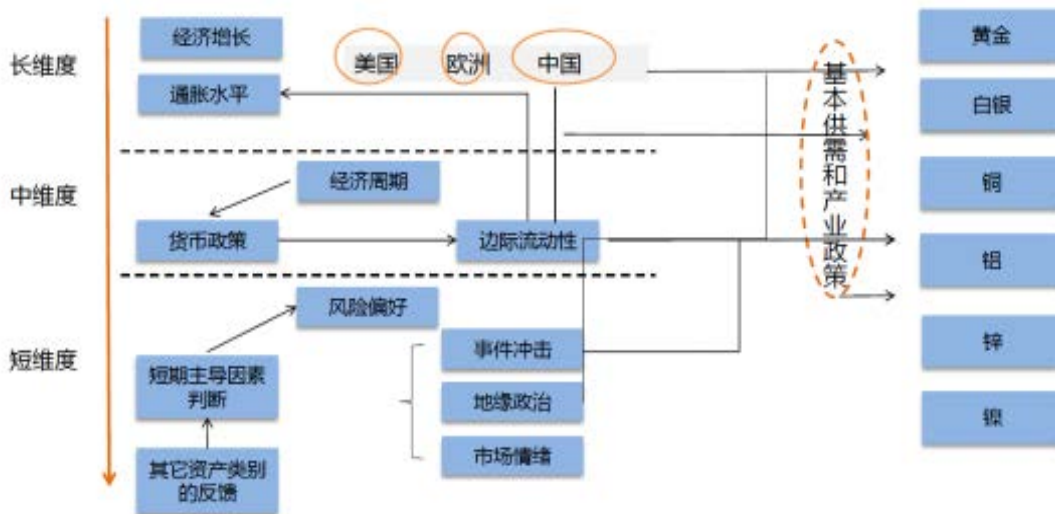 长维度
经济增长
通胀水平
美国
欧洲
中国
中维度
经济周期
货币政策
边际流动性
短维度
风险偏好
短期主导因素
判断
其它资产类别
的反馈
事件冲击
地缘政治
市场情绪
基本供需和产业政策
黄金
白银
铜
铝
锌
镍